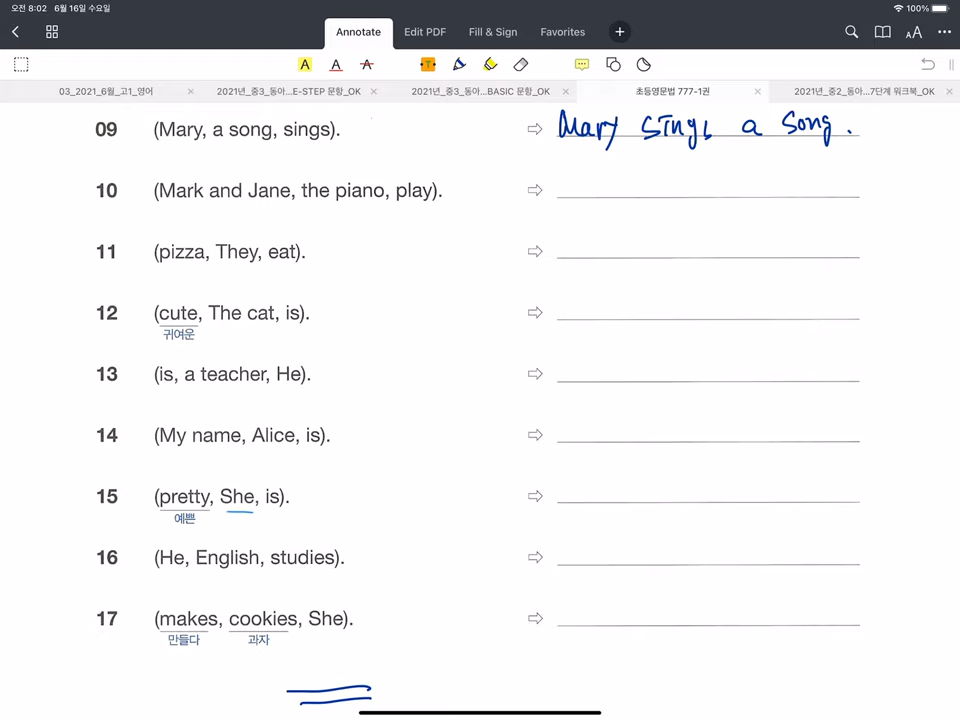 오전 8:02 6월 16일 수요일 100%
Annotate Edit PDF Fill & Sign Favorites
A A A T AA
03_2021_6월_고1_영어 2021년_중3_동아...E-STEP 문항_OK 2021년_중3_동아...BASIC 문항_OK 초등영문법 777-1권 2021년_중2_동아...7단계 워크북_OK
09 (Mary, a song, sings). ⇨ Mary sings a song.
10 (Mark and Jane, the piano, play). ⇨
11 (pizza, They, eat). ⇨
12 (cute, The cat, is). ⇨
귀여운
13 (is, a teacher, He). ⇨
14 (My name, Alice, is). ⇨
15 (pretty, She, is). ⇨
예쁜
16 (He, English, studies). ⇨
17 (makes, cookies, She). ⇨
만들다 과자